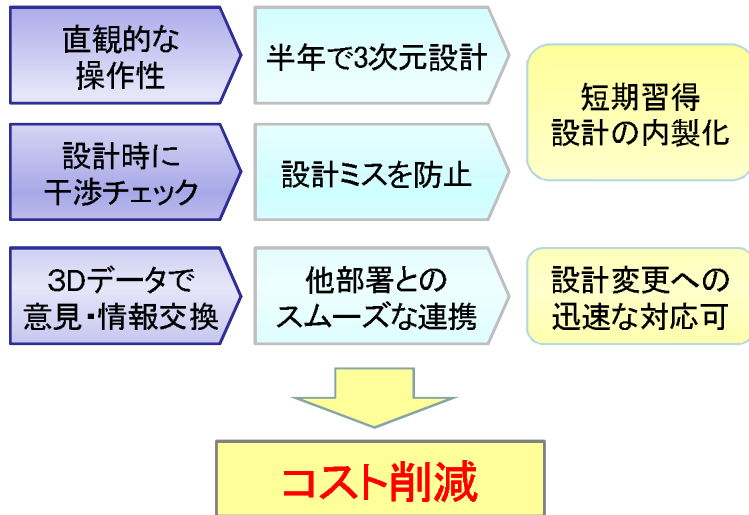 直観的な
操作性
半年で3次元設計
短期習得
設計の内製化
設計時に
干渉チェック
設計ミスを防止
3Dデータで
意見・情報交換
他部署との
スムーズな連携
設計変更への
迅速な対応可
コスト削減